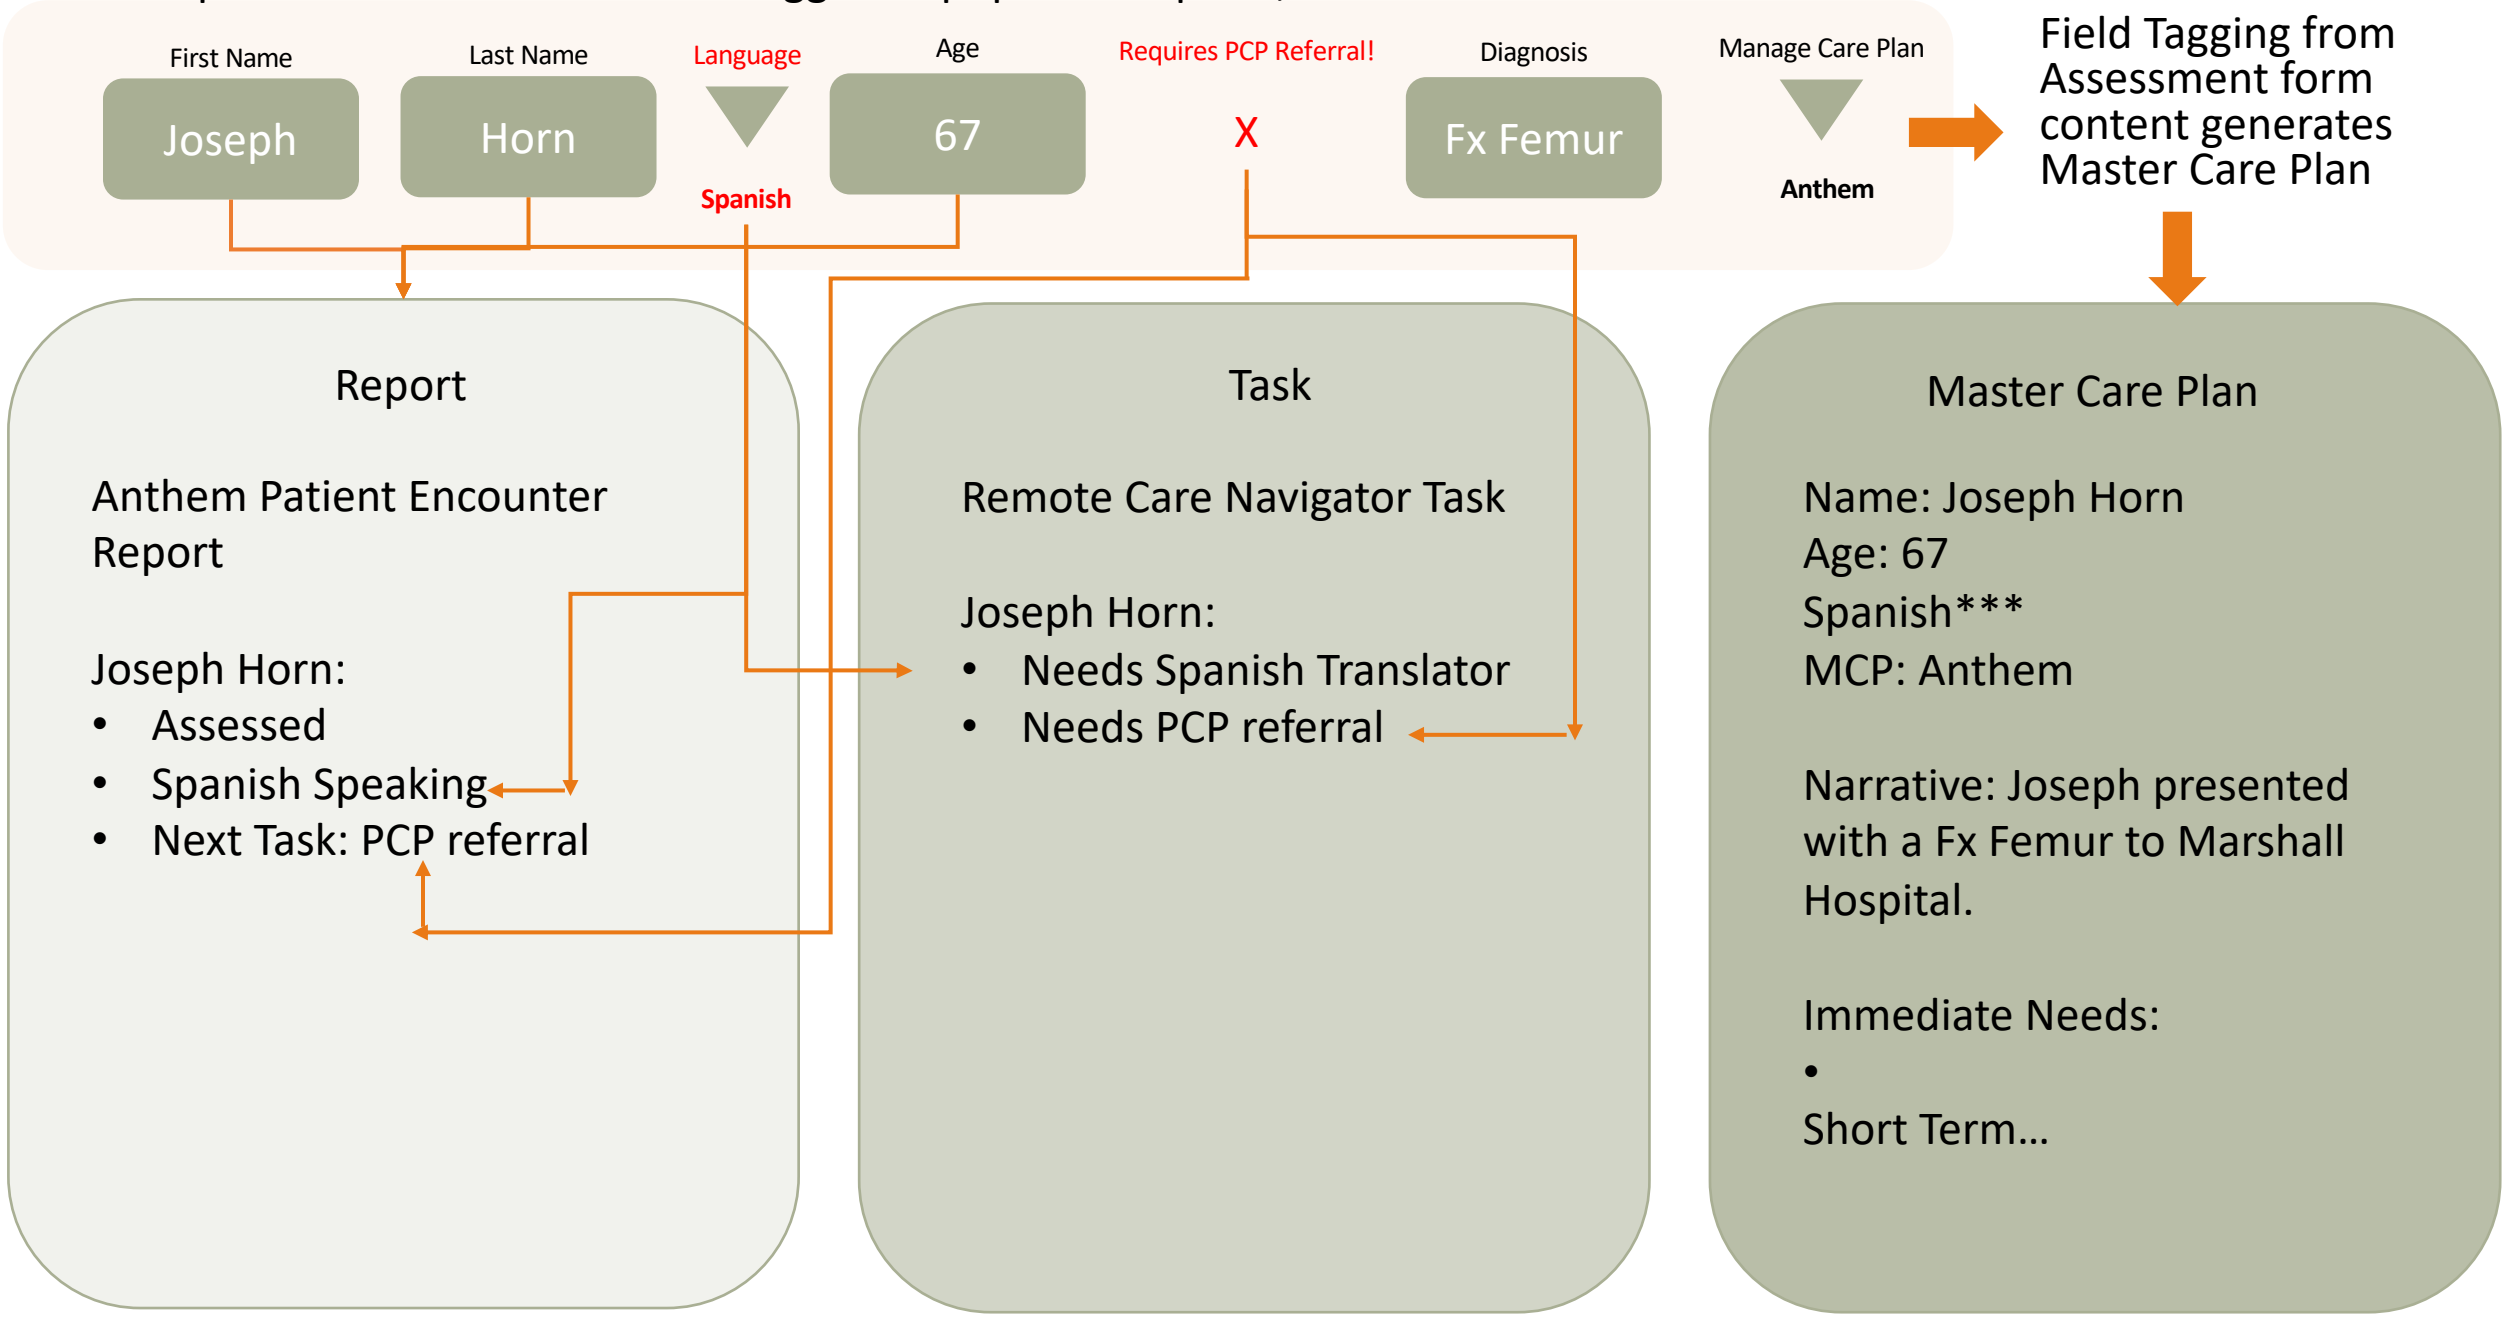 First Name
Last Name
Language
Age
Requires PCP Referral!
Diagnosis
Manage Care Plan
Joseph
Horn
Spanish
67
X
Fx Femur
Anthem
Field Tagging from
Assessment form
content generates
Master Care Plan
Report
Anthem Patient Encounter
Report
Joseph Horn:
• Assessed
• Spanish Speaking
• Next Task: PCP referral
Task
Remote Care Navigator Task
Joseph Horn:
• Needs Spanish Translator
• Needs PCP referral
Master Care Plan
Name: Joseph Horn
Age: 67
Spanish***
MCP: Anthem
Narrative: Joseph presented
with a Fx Femur to Marshall
Hospital.
Immediate Needs:
•
Short Term…